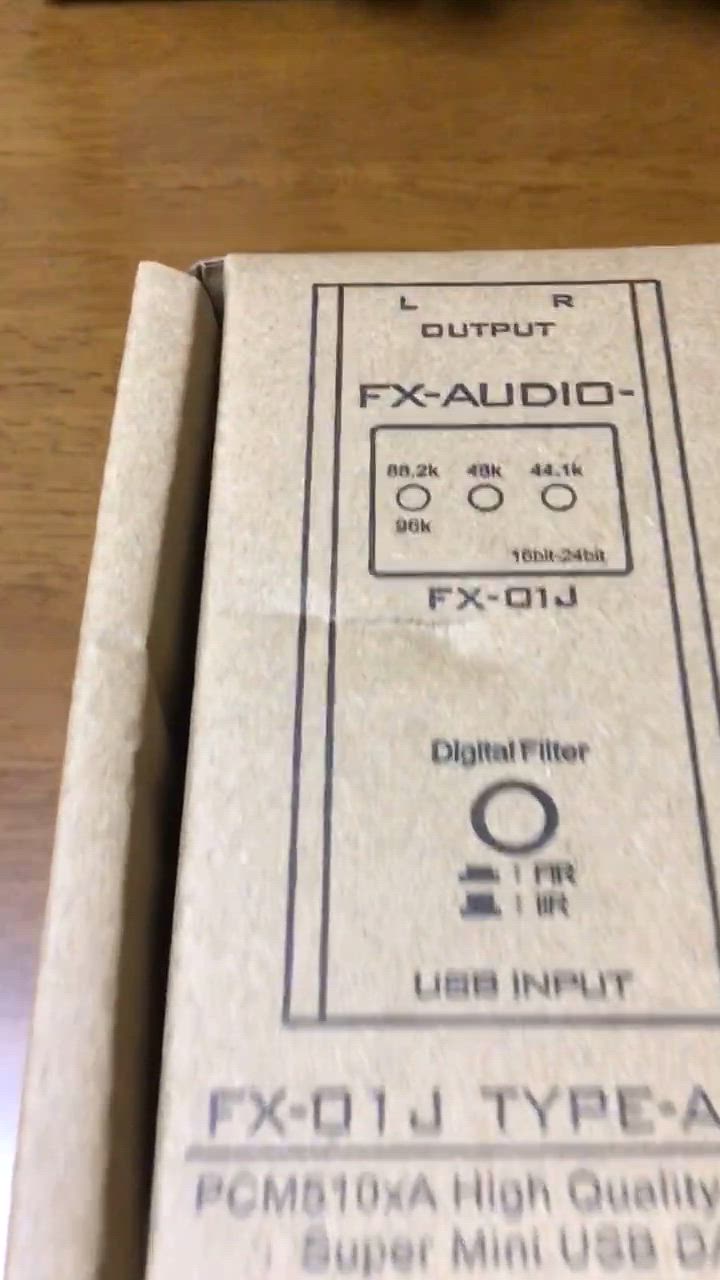 L R
OUTPUT
FX-AUDIO-
88.2k 48k 44.1k
96k
16bit-24bit
FX-01J
Digital Filter
: FIR
: IIR
USB INPUT
FX-01J TYPE-A
PCM510xA High Quality
Super Mini USB DA